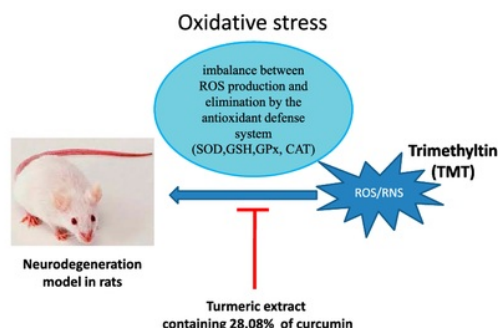 Oxidative stress
imbalance between
ROS production and
elimination by the
antioxidant defense
system
(SOD,GSH,GPx, CAT)
Trimethyltin
(TMT)
ROS/RNS
Neurodegeneration
model in rats
Turmeric extract
containing 28.08% of curcumin